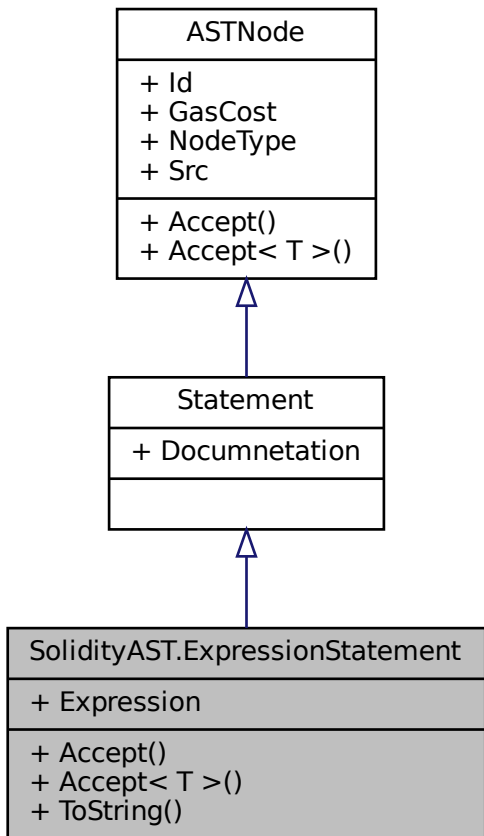 ASTNode
+ Id
+ GasCost
+ NodeType
+ Src
+ Accept()
+ Accept< T >()
Statement
+ Documnetation
SolidityAST.ExpressionStatement
+ Expression
+ Accept()
+ Accept< T >()
+ ToString()